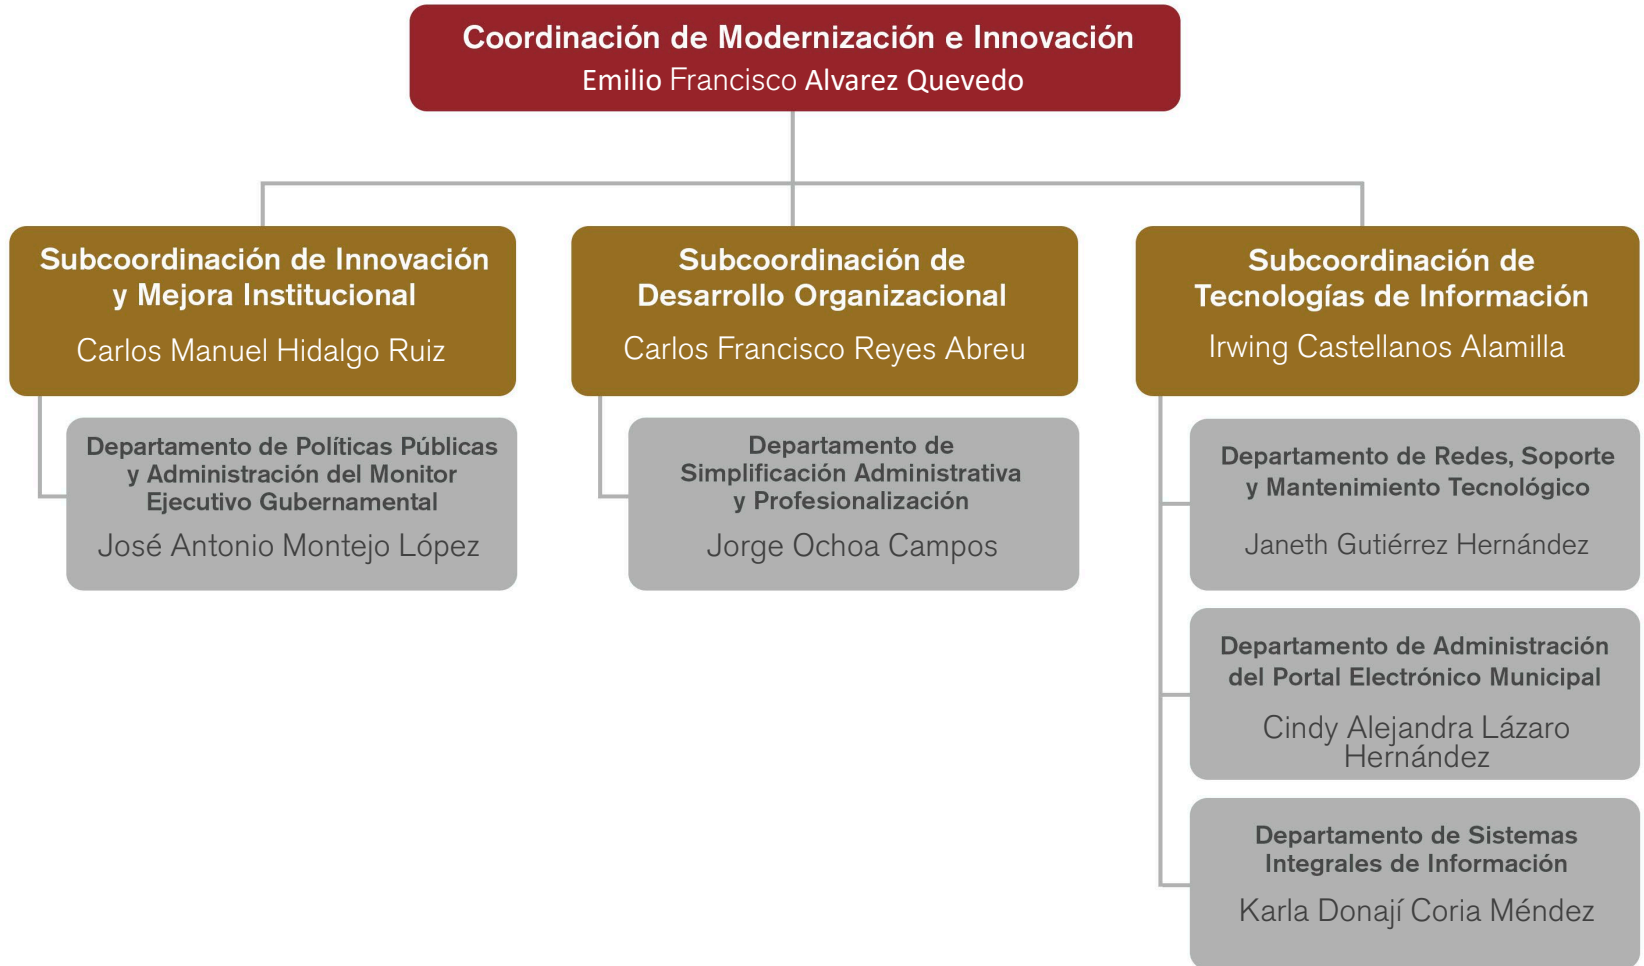 Coordinación de Modernización e Innovación
Emilio Francisco Alvarez Quevedo
Subcoordinación de Innovación
y Mejora Institucional
Carlos Manuel Hidalgo Ruiz
Departamento de Políticas Públicas
y Administración del Monitor
Ejecutivo Gubernamental
José Antonio Montejo López
Subcoordinación de
Desarrollo Organizacional
Carlos Francisco Reyes Abreu
Departamento de
Simplificación Administrativa
y Profesionalización
Jorge Ochoa Campos
Subcoordinación de
Tecnologías de Información
Irwing Castellanos Alamilla
Departamento de Redes, Soporte
y Mantenimiento Tecnológico
Janeth Gutiérrez Hernández
Departamento de Administración
del Portal Electrónico Municipal
Cindy Alejandra Lázaro
Hernández
Departamento de Sistemas
Integrales de Información
Karla Donají Coria Méndez